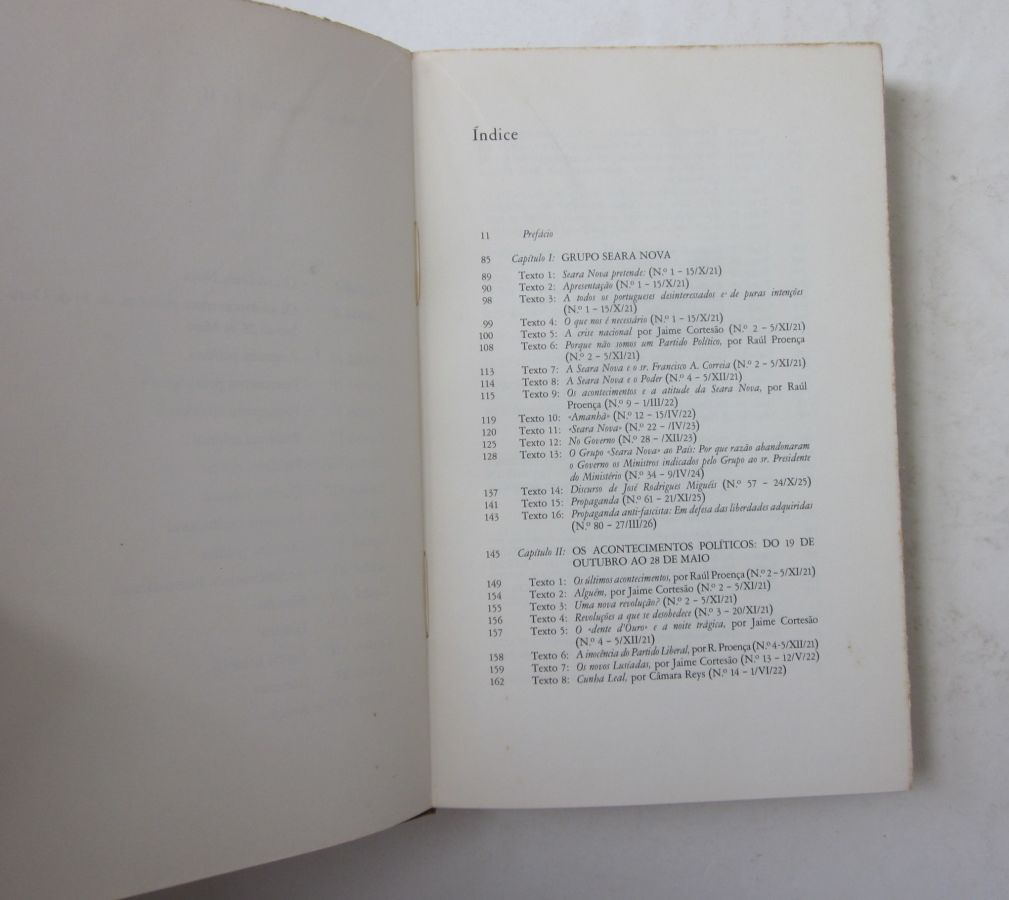 Índice
11 Prefácio
85 Capítulo I: GRUPO SEARA NOVA
89 Texto 1: Seara Nova pretende: (N.º 1 – 15/X/21)
90 Texto 2: Apresentação (N.º 1 – 15/X/21)
98 Texto 3: A todos os portugueses desinteressados e de puras intenções
(N.º 1 – 15/X/21)
99 Texto 4: O que nos é necessário (N.º 1 – 15/X/21)
100 Texto 5: A crise nacional por Jaime Cortesão (N.º 2 – 5/XI/21)
108 Texto 6: Porque não somos um Partido Político, por Raúl Proença
(N.º 2 – 5/XI/21)
113 Texto 7: A Seara Nova e o sr. Francisco A. Correia (N.º 2 – 5/XI/21)
114 Texto 8: A Seara Nova e o Poder (N.º 4 – 5/XII/21)
115 Texto 9: Os acontecimentos e a atitude da Seara Nova, por Raúl
Proença (N.º 9 – 1/III/22)
119 Texto 10: «Amanhã» (N.º 12 – 15/IV/22)
120 Texto 11: «Seara Nova» (N.º 22 – /IV/23)
125 Texto 12: No Governo (N.º 28 – /XII/23)
128 Texto 13: O Grupo «Seara Nova» ao País: Por que razão abandonaram
o Governo os Ministros indicados pelo Grupo ao sr. Presidente
do Ministério (N.º 34 – 9/IV/24)
137 Texto 14: Discurso de José Rodrigues Miguéis (N.º 57 – 24/X/25)
141 Texto 15: Propaganda (N.º 61 – 21/XI/25)
143 Texto 16: Propaganda anti-fascista: Em defesa das liberdades adquiridas
(N.º 80 – 27/III/26)
145 Capítulo II: OS ACONTECIMENTOS POLÍTICOS: DO 19 DE
OUTUBRO AO 28 DE MAIO
149 Texto 1: Os últimos acontecimentos, por Raúl Proença (N.º 2 – 5/XI/21)
154 Texto 2: Alguém, por Jaime Cortesão (N.º 2 – 5/XI/21)
155 Texto 3: Uma nova revolução? (N.º 2 – 5/XI/21)
156 Texto 4: Revoluções a que se desobedece (N.º 3 – 20/XI/21)
157 Texto 5: O «dente d'Ouro» e a noite trágica, por Jaime Cortesão
(N.º 4 – 5/XII/21)
158 Texto 6: A inocência do Partido Liberal, por R. Proença (N.º 4-5/XII/21)
159 Texto 7: Os novos Lusíadas, por Jaime Cortesão (N.º 13 – 12/V/22)
162 Texto 8: Cunha Leal, por Câmara Reys (N.º 14 – 1/VI/22)